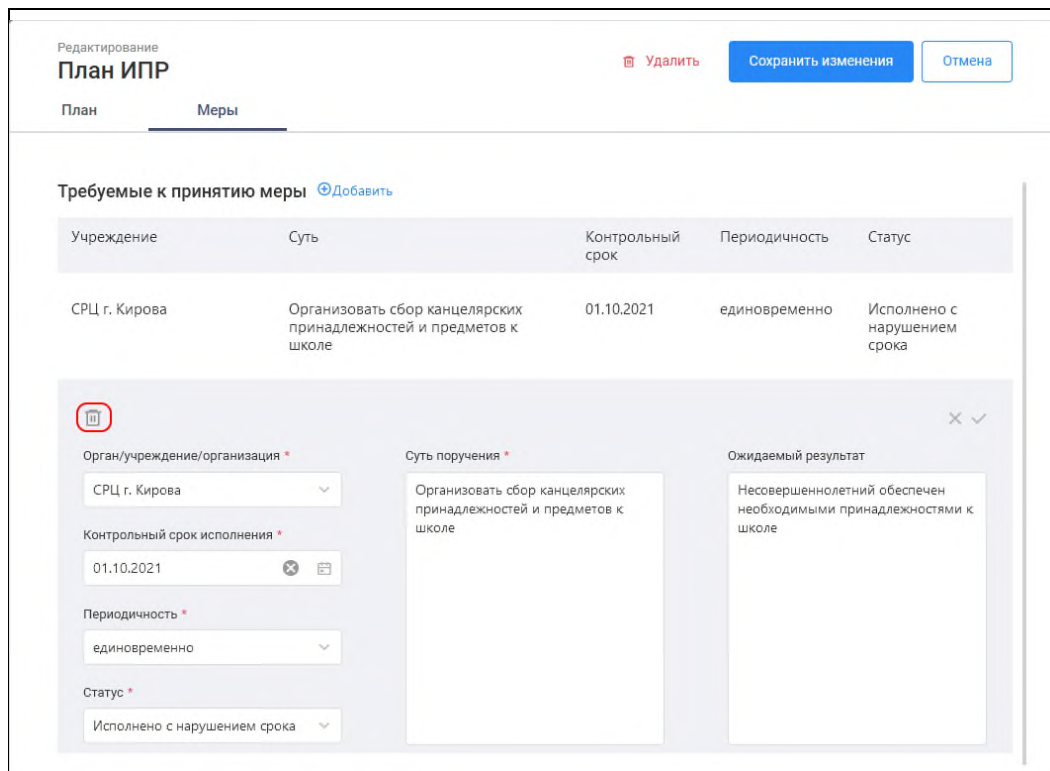 Редактирование
План ИПР
Удалить
Сохранить изменения
Отмена
План
Меры
Требуемые к принятию меры
Добавить
Учреждение
Суть
Контрольный
срок
Периодичность
Статус
СРЦ г. Кирова
Организовать сбор канцелярских
принадлежностей и предметов к
школе
01.10.2021
единовременно
Исполнено с
нарушением
срока
Орган/учреждение/организация *
СРЦ г. Кирова
Контрольный срок исполнения *
01.10.2021
Периодичность *
единовременно
Статус *
Исполнено с нарушением срока
Суть поручения *
Организовать сбор канцелярских
принадлежностей и предметов к
школе
Ожидаемый результат
Несовершеннолетний обеспечен
необходимыми принадлежностями к
школе